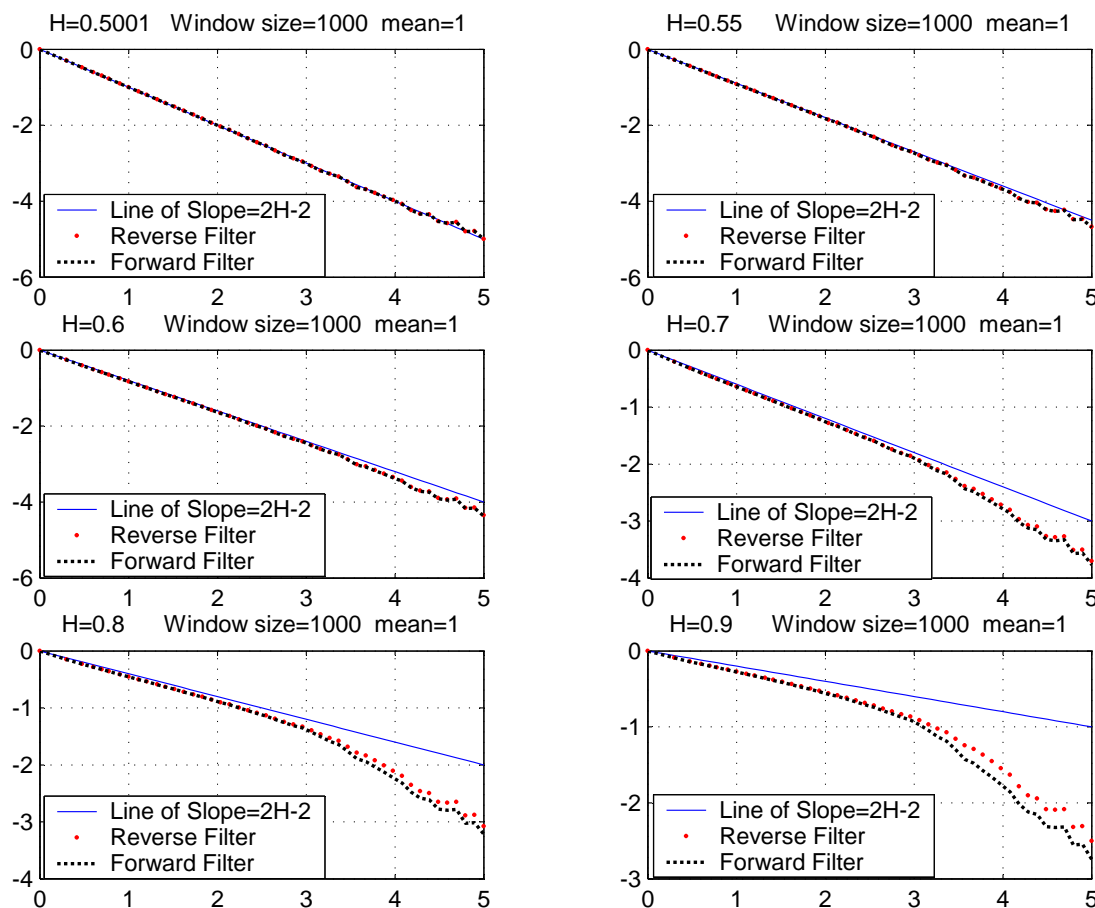 H=0.5001 Window size=1000 mean=1
0
-2
-4
-6
Line of Slope=2H-2
Reverse Filter
Forward Filter
0 1 2 3 4 5
H=0.55 Window size=1000 mean=1
0
-2
-4
-6
Line of Slope=2H-2
Reverse Filter
Forward Filter
0 1 2 3 4 5
H=0.6 Window size=1000 mean=1
0
-2
-4
-6
Line of Slope=2H-2
Reverse Filter
Forward Filter
0 1 2 3 4 5
H=0.7 Window size=1000 mean=1
0
-1
-2
-3
-4
Line of Slope=2H-2
Reverse Filter
Forward Filter
0 1 2 3 4 5
H=0.8 Window size=1000 mean=1
0
-1
-2
-3
-4
Line of Slope=2H-2
Reverse Filter
Forward Filter
0 1 2 3 4 5
H=0.9 Window size=1000 mean=1
0
-1
-2
-3
Line of Slope=2H-2
Reverse Filter
Forward Filter
0 1 2 3 4 5